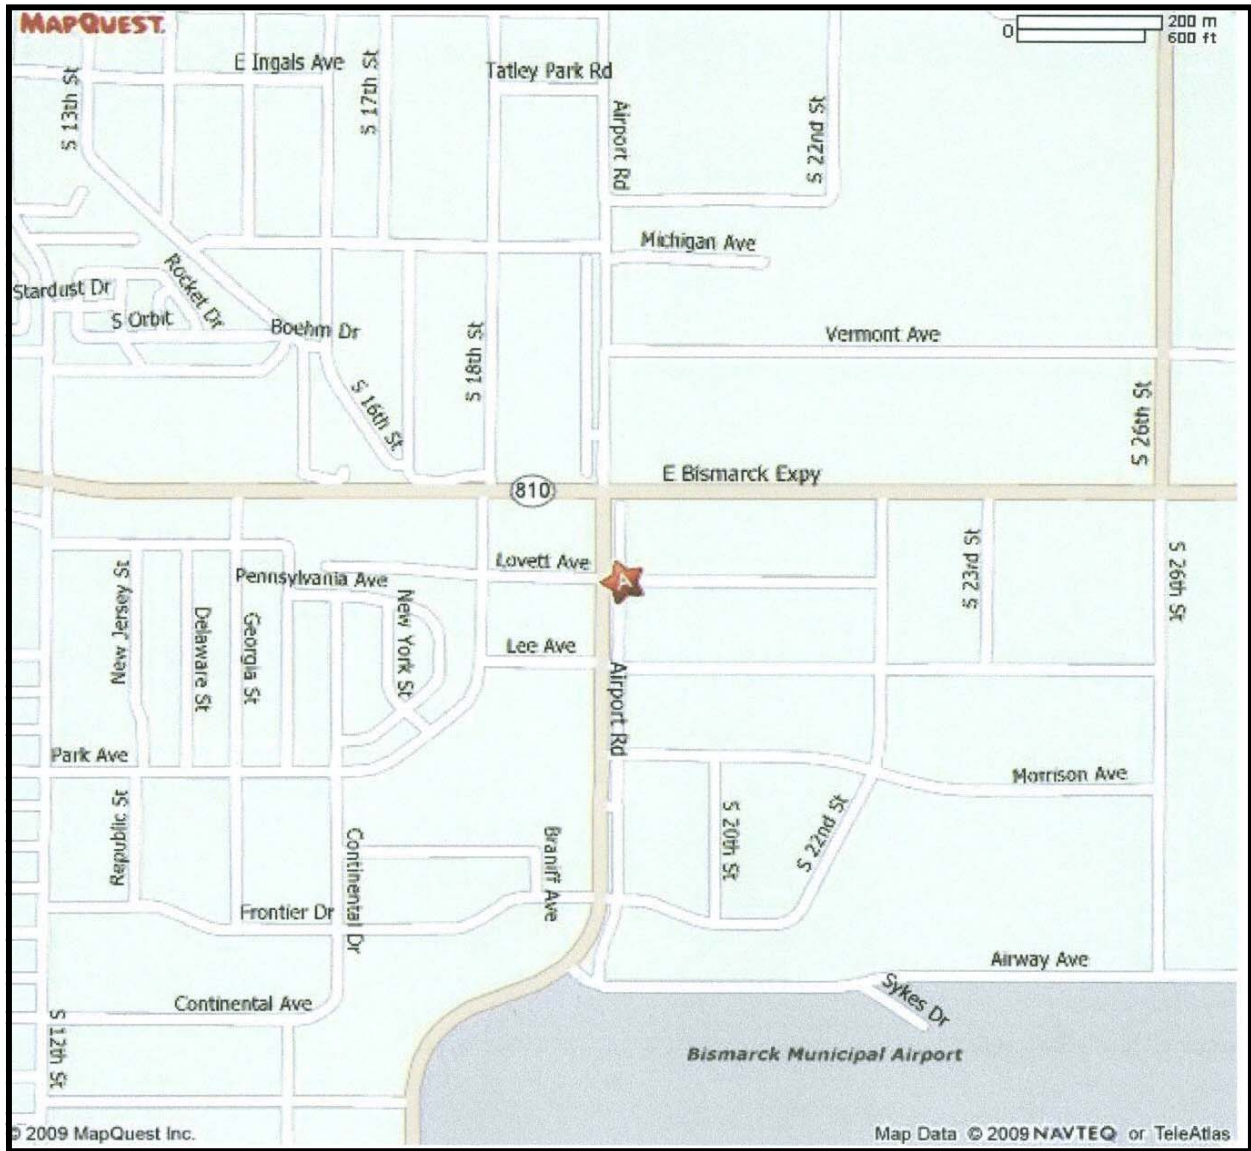 MAPQUEST.
0
200 m
600 ft
E Ingals Ave
Tatley Park Rd
S 13th St
S 17th St
Airport Rd
S 22nd St
Michigan Ave
Rocket Dr
Stardust Dr
S Orbit
Boehm Dr
S 18th St
Vermont Ave
S 16th St
S 26th St
E Bismarck Expy
810
Lovett Ave
A
Pennsylvania Ave
New Jersey St
Delaware St
Georgia St
New York St
S 23rd St
S 26th St
Lee Ave
Airport Rd
Park Ave
Morrison Ave
Republic St
Continental Dr
Braniff Ave
S 20th St
S 22nd St
Frontier Dr
Airway Ave
Sykes Dr
Continental Ave
S 12th St
Bismarck Municipal Airport
© 2009 MapQuest Inc.
Map Data © 2009 NAVTEQ or TeleAtlas